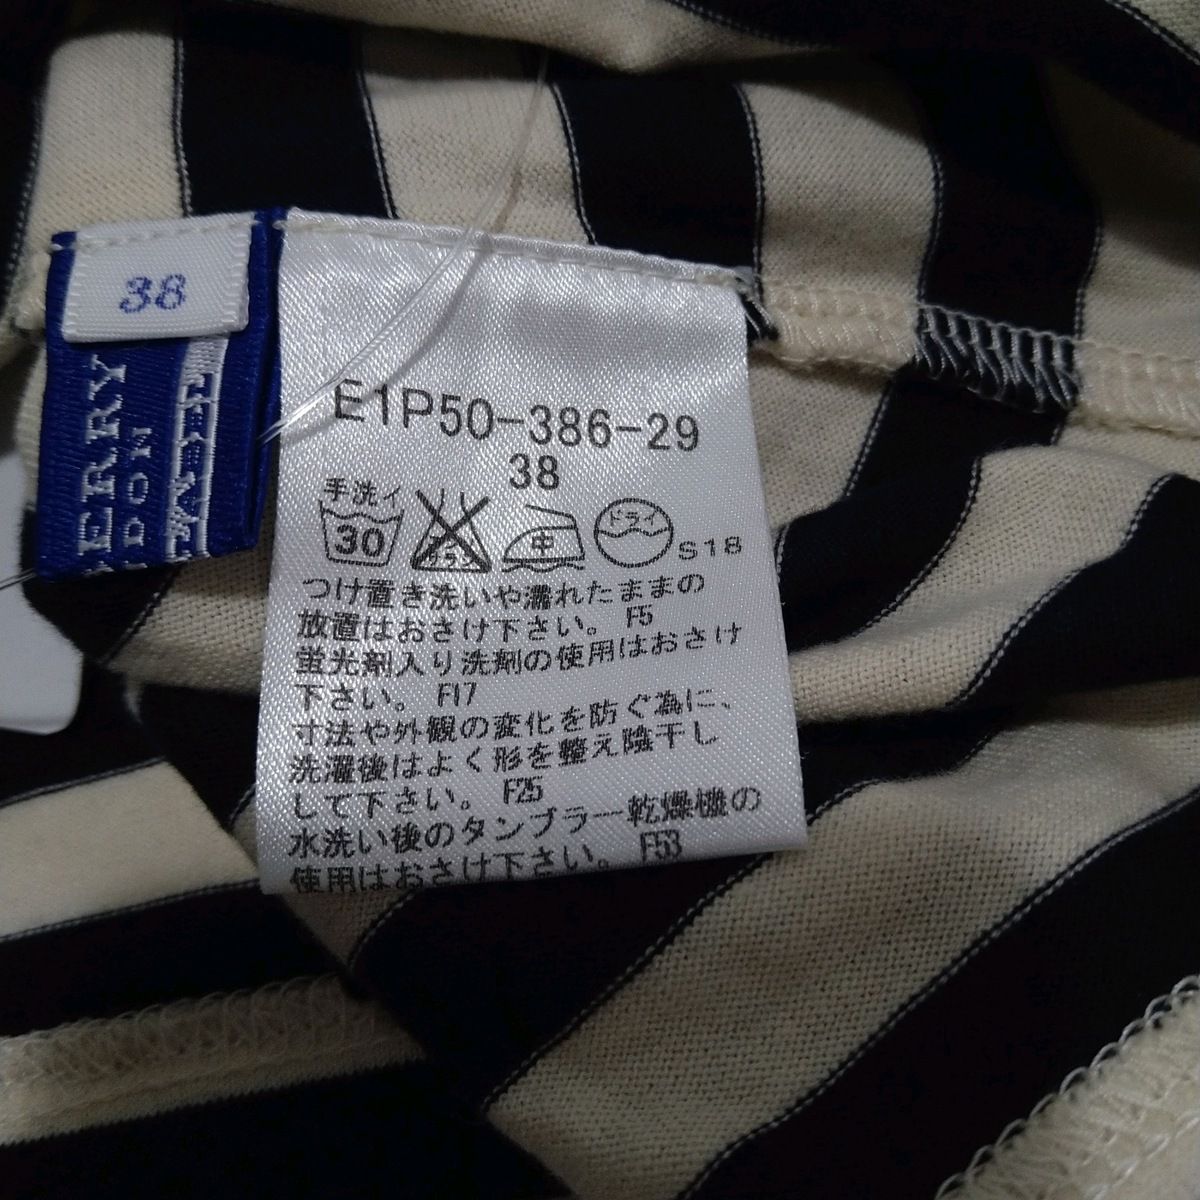 38
E1P50-386-29
38
手洗イ
30
中
ドライ
S18
つけ置き洗いや濡れたままの
放置はおさけ下さい。 F5
蛍光剤入り洗剤の使用はおさけ
下さい。 F17
寸法や外観の変化を防ぐ為に、
洗濯後はよく形を整え陰干し
して下さい。 F25
水洗い後のタンブラー乾燥機の
使用はおさけ下さい。 F53
ERRY
DON